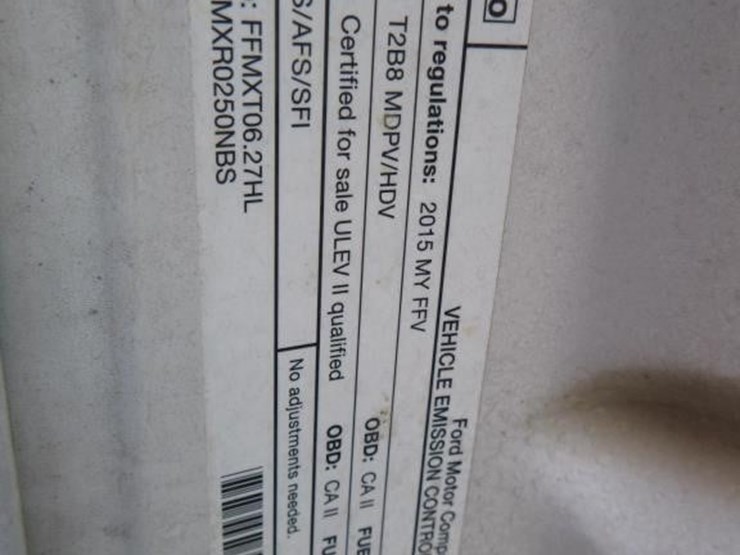 O
Ford Motor Comp
VEHICLE EMISSION CONTRO
to regulations: 2015 MY FFV
T2B8 MDPV/HDV OBD: CA II FUE
Certified for sale ULEV II qualified OBD: CA II FU
S/AFS/SFI No adjustments needed.
: FFMXT06.27HL
MXR0250NBS